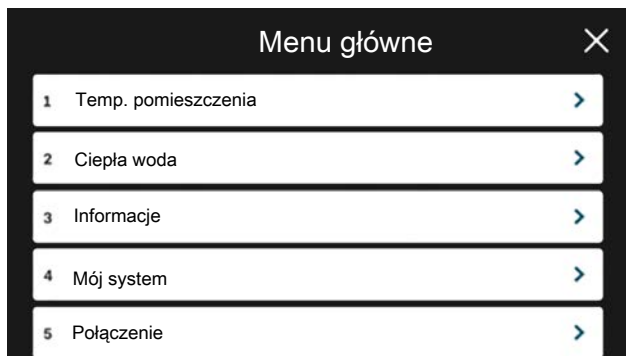 Menu główne
1 Temp. pomieszczenia
2 Ciepła woda
3 Informacje
4 Mój system
5 Połączenie